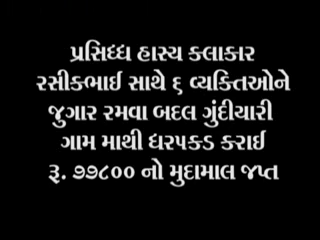 પ્રસિધ્ધ હાસ્ય કલાકાર
રસીકભાઈ સાથે ૬ વ્યક્તિઓને
જુગાર રમવા બદલ ગુંદીયારી
ગામ માથી ધરપકડ કરાઈ
રૂ. ૭૭૮૦૦ નો મુદામાલ જપ્ત